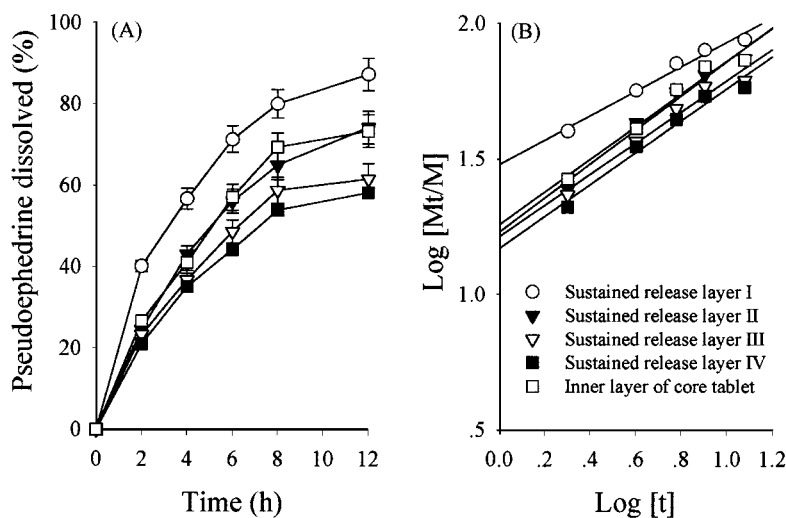 (A)
Pseudoephedrine dissolved (%)
100
80
60
40
20
0
0 2 4 6 8 10 12
Time (h)
(B)
Log [Mt/M]
2.0
1.5
1.0
.5
0.0 .2 .4 .6 .8 1.0 1.2
Log [t]
Sustained release layer I
Sustained release layer II
Sustained release layer III
Sustained release layer IV
Inner layer of core tablet